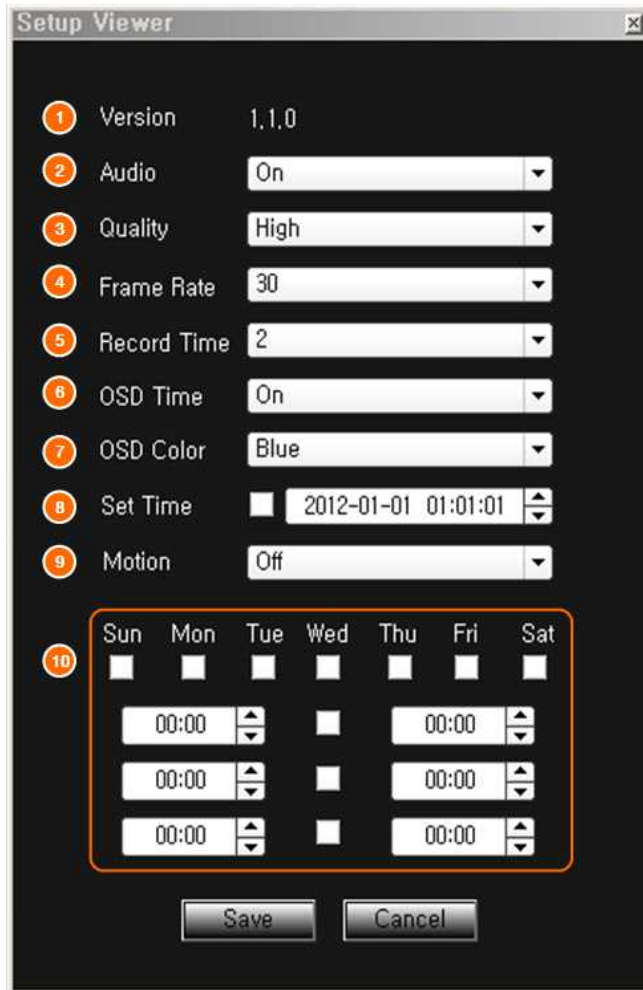 Setup Viewer
1 Version 1,1,0
2 Audio On
3 Quality High
4 Frame Rate 30
5 Record Time 2
6 OSD Time On
7 OSD Color Blue
8 Set Time 2012-01-01 01:01:01
9 Motion Off
10 Sun Mon Tue Wed Thu Fri Sat
00:00 00:00
00:00 00:00
00:00 00:00
Save Cancel